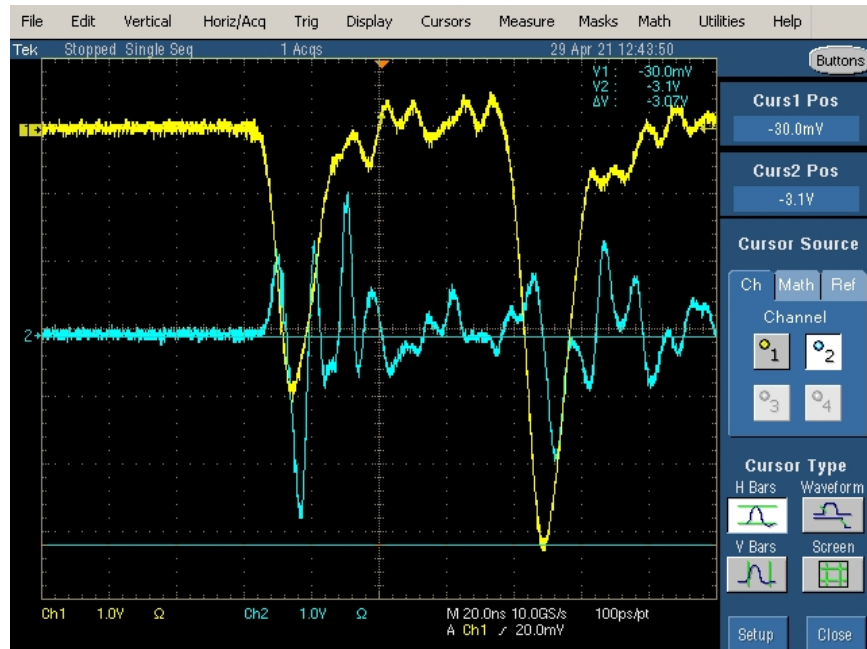 File Edit Vertical Horiz/Acq Trig Display Cursors Measure Masks Math Utilities Help
Tek Stopped Single Seq 1 Acqs 29 Apr 21 12:43:50
Buttons
V1 : -30.0mV
V2 : -3.1V
ΔV : -3.07V
Curs1 Pos
-30.0mV
Curs2 Pos
-3.1V
Cursor Source
Ch Math Ref
Channel
1 2
3 4
Cursor Type
H Bars Waveform
V Bars Screen
Setup Close
1
2
Ch1 1.0V Ω Ch2 1.0V Ω M 20.0ns 10.0GS/s 100ps/pt
A Ch1 ⁄ 20.0mV